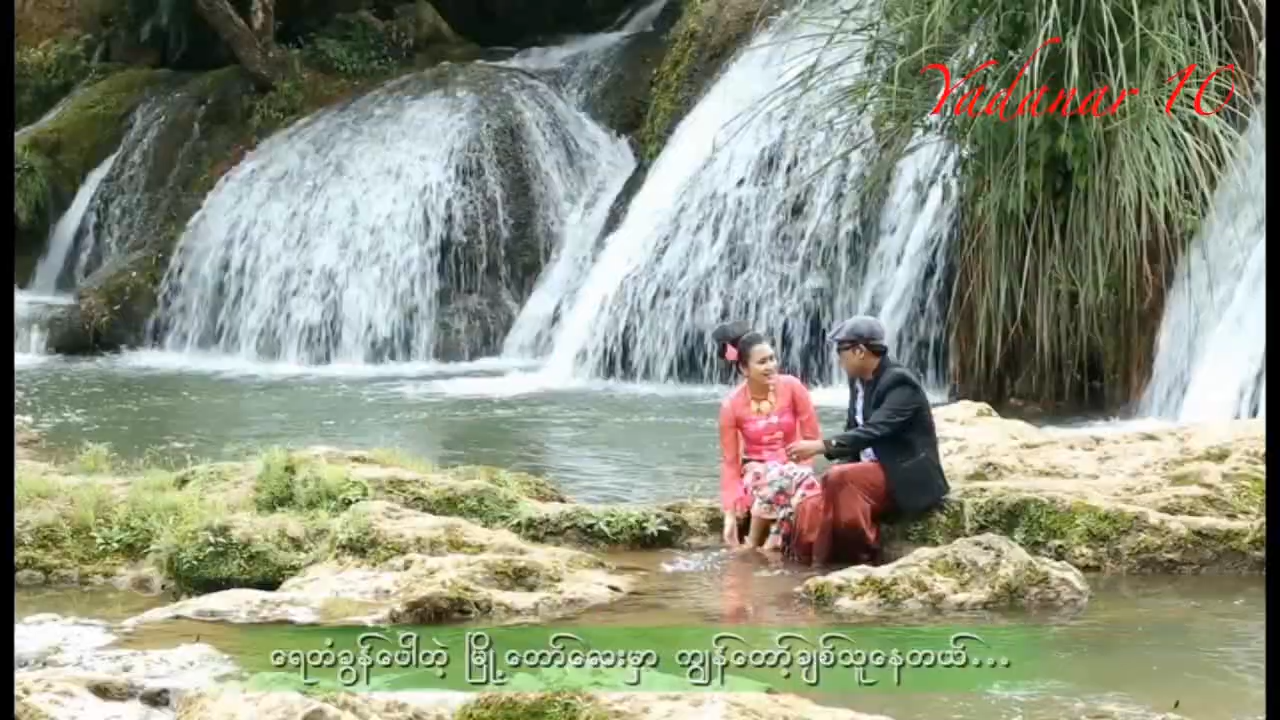 Yadanar 10
ရေတံခွန်ပေါတဲ့ မြို့တော်လေးမှာ ကျွန်တော့်ချစ်သူနေတယ်...